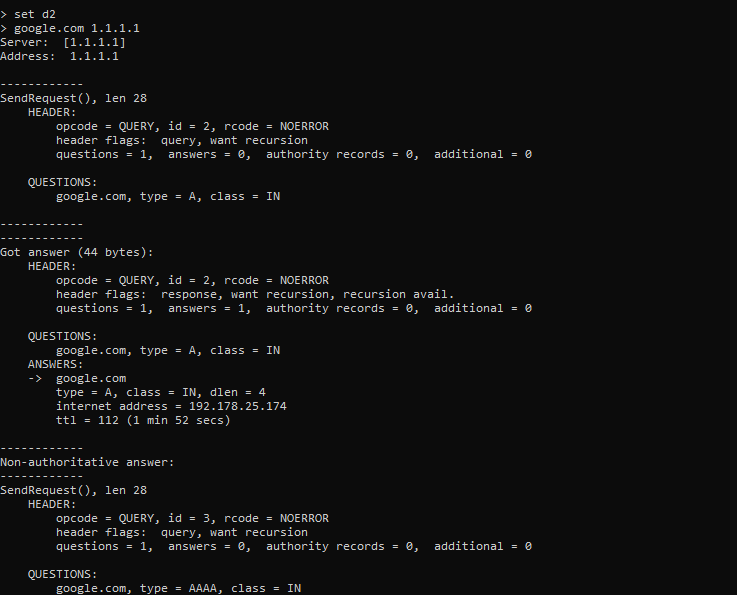 > set d2
> google.com 1.1.1.1
Server:  [1.1.1.1]
Address:  1.1.1.1

------------
SendRequest(), len 28
    HEADER:
        opcode = QUERY, id = 2, rcode = NOERROR
        header flags:  query, want recursion
        questions = 1,  answers = 0,  authority records = 0,  additional = 0

    QUESTIONS:
        google.com, type = A, class = IN

------------
------------
Got answer (44 bytes):
    HEADER:
        opcode = QUERY, id = 2, rcode = NOERROR
        header flags:  response, want recursion, recursion avail.
        questions = 1,  answers = 1,  authority records = 0,  additional = 0

    QUESTIONS:
        google.com, type = A, class = IN
    ANSWERS:
    ->  google.com
        type = A, class = IN, dlen = 4
        internet address = 192.178.25.174
        ttl = 112 (1 min 52 secs)

------------
Non-authoritative answer:
------------
SendRequest(), len 28
    HEADER:
        opcode = QUERY, id = 3, rcode = NOERROR
        header flags:  query, want recursion
        questions = 1,  answers = 0,  authority records = 0,  additional = 0

    QUESTIONS:
        google.com, type = AAAA, class = IN